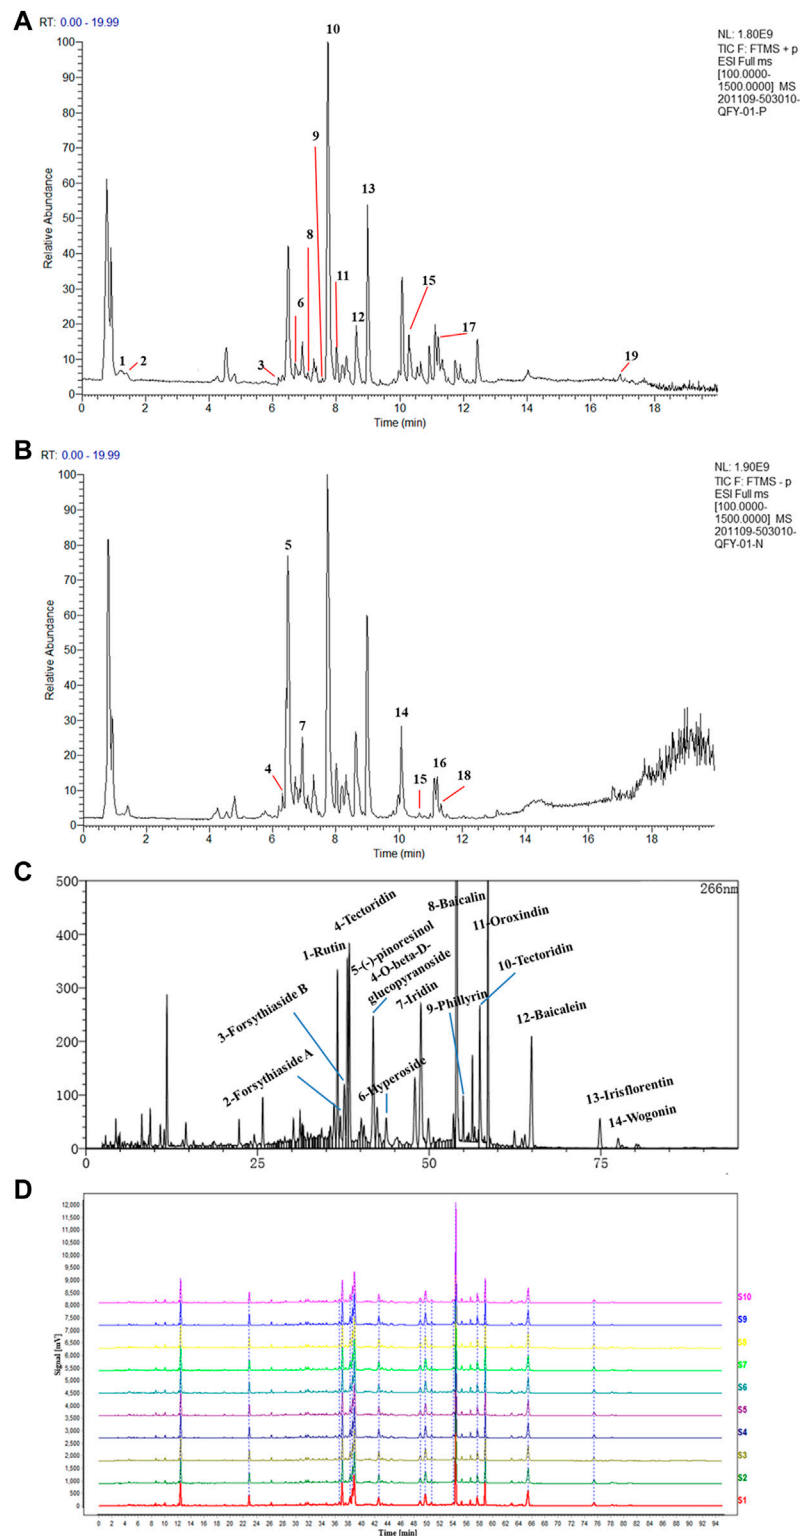 A
RT: 0.00 - 19.99
NL: 1.80E9
TIC F: FTMS + p
ESI Full ms
[100.0000-
1500.0000] MS
201109-503010-
QFY-01-P
Relative Abundance
100
90
80
70
60
50
40
30
20
10
0
1
2
3
6
8
9
10
11
12
13
15
17
19
0 2 4 6 8 10 12 14 16 18
Time (min)
B
RT: 0.00 - 19.99
NL: 1.90E9
TIC F: FTMS - p
ESI Full ms
[100.0000-
1500.0000] MS
201109-503010-
QFY-01-N
Relative Abundance
100
90
80
70
60
50
40
30
20
10
0
4
5
7
14
15
16
18
0 2 4 6 8 10 12 14 16 18
Time (min)
C
266nm
500
400
300
200
100
0
1-Rutin
2-Forsythiaside A
3-Forsythiaside B
4-Tectoridin
5-(-)-pinoresinol
4-O-beta-D-
glucopyranoside
6-Hyperoside
7-Iridin
8-Baicalin
9-Phillyrin
10-Tectoridin
11-Oroxindin
12-Baicalein
13-Irisflorentin
14-Wogonin
0 25 50 75
D
Signal [mV]
12,000
11,500
11,000
10,500
10,000
9,500
9,000
8,500
8,000
7,500
7,000
6,500
6,000
5,500
5,000
4,500
4,000
3,500
3,000
2,500
2,000
1,500
1,000
500
0
S10
S9
S8
S7
S6
S5
S4
S3
S2
S1
0 2 4 6 8 10 12 14 16 18 20 22 24 26 28 30 32 34 36 38 40 42 44 46 48 50 52 54 56 58 60 62 64 66 68 70 72 74 76 78 80 82 84 86 88 90 92 94
Time [min]